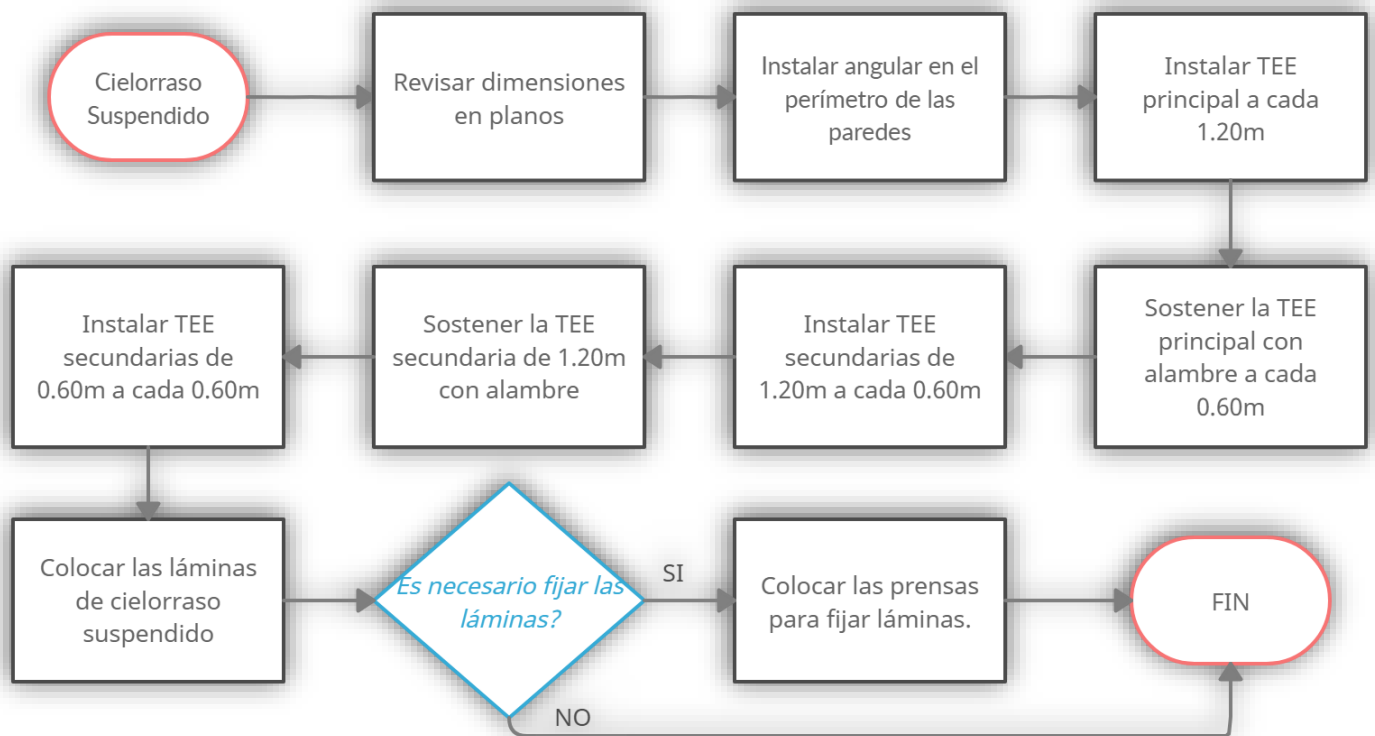 Cielorraso
Suspendido
Revisar dimensiones
en planos
Instalar angular en el
perímetro de las
paredes
Instalar TEE
principal a cada
1.20m
Sostener la TEE
principal con
alambre a cada
0.60m
Instalar TEE
secundarias de
1.20m a cada 0.60m
Sostener la TEE
secundaria de 1.20m
con alambre
Instalar TEE
secundarias de
0.60m a cada 0.60m
Colocar las láminas
de cielorraso
suspendido
Es necesario fijar las
láminas?
SI
Colocar las prensas
para fijar láminas.
FIN
NO